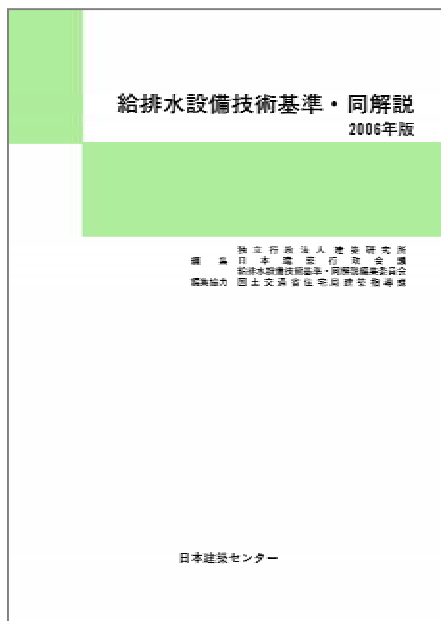 給排水設備技術基準・同解説
2006年版
独立行政法人建築研究所
編集 日本建築行政会議
給排水設備技術基準・同解説編集委員会
編集協力 国土交通省住宅局建築指導課
日本建築センター